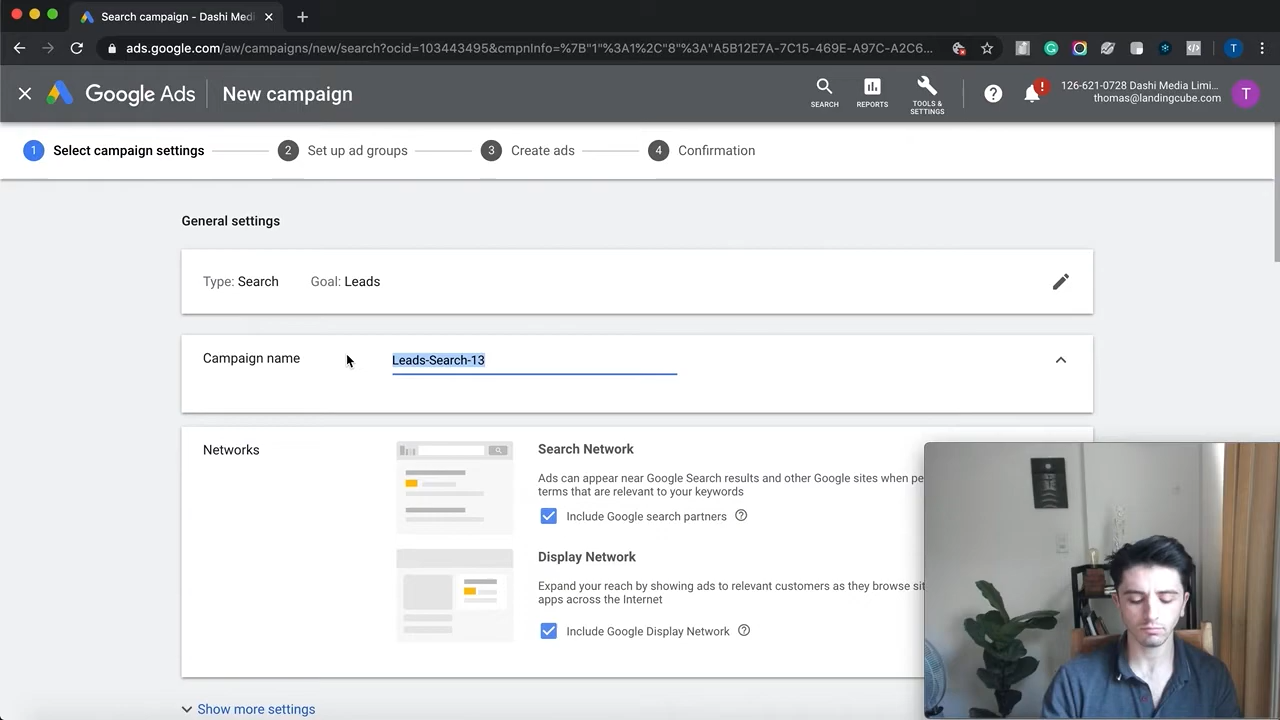 Search campaign - Dashi Medi
ads.google.com/aw/campaigns/new/search?ocid=103443495&cmpnInfo=%7B"1"%3A1%2C"8"%3A"A5B12E7A-7C15-469E-A97C-A2C6...
T
Google Ads
New campaign
SEARCH
REPORTS
TOOLS &
SETTINGS
126-621-0728 Dashi Media Limi...
thomas@landingcube.com
T
1 Select campaign settings
2 Set up ad groups
3 Create ads
4 Confirmation
General settings
Type: Search Goal: Leads
Campaign name
Leads-Search-13
Networks
Search Network
Ads can appear near Google Search results and other Google sites when pe
terms that are relevant to your keywords
Include Google search partners
Display Network
Expand your reach by showing ads to relevant customers as they browse sit
apps across the Internet
Include Google Display Network
Show more settings